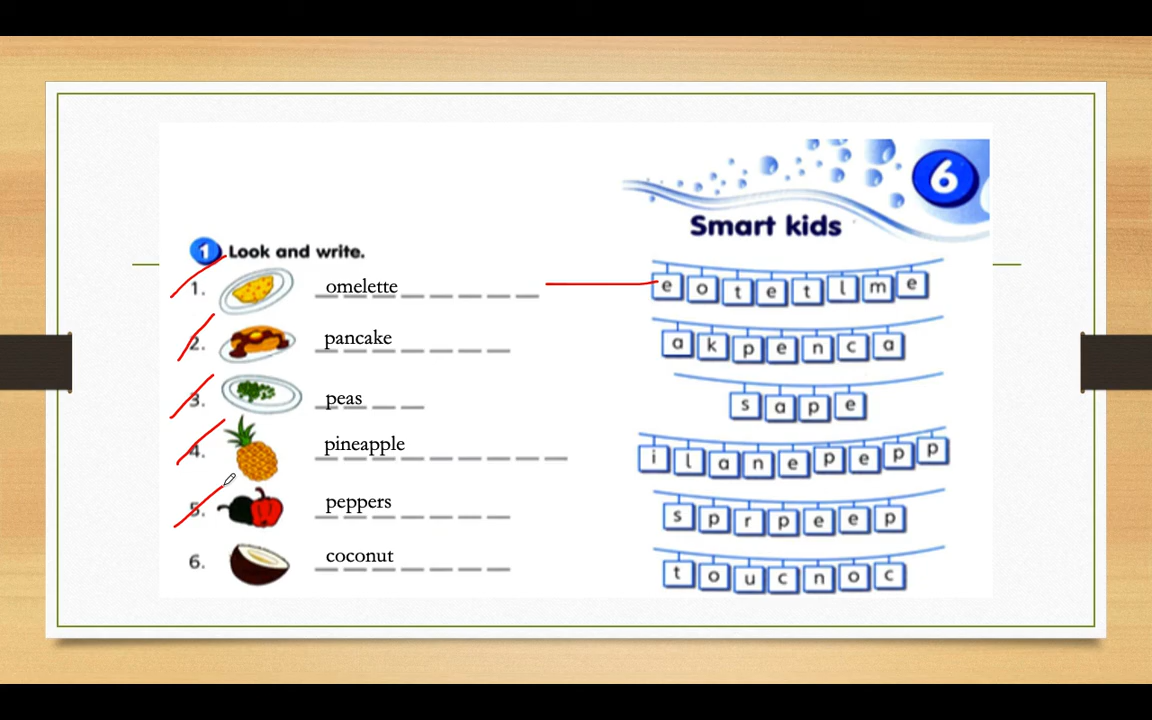 6
Smart kids
1 Look and write.
1. omelette e o t e t l m e
2. pancake a k p e n c a
3. peas s a p e
4. pineapple i l a n e p e p p
5. peppers s p r p e e p
6. coconut t o u c n o c